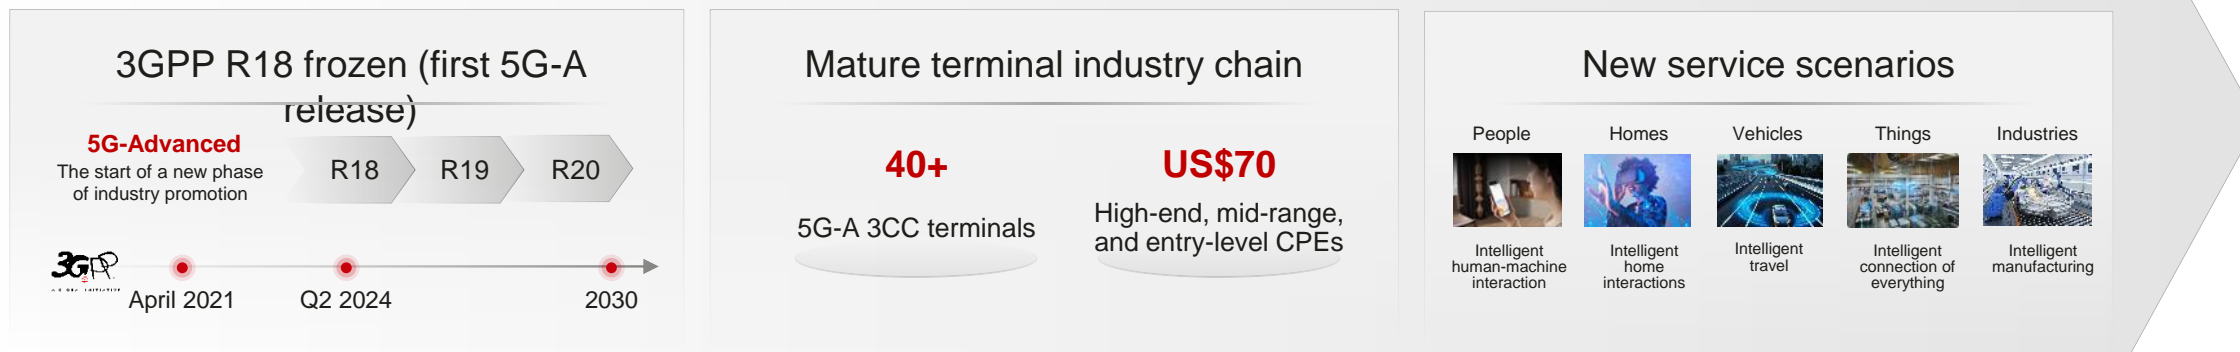 3GPP R18 frozen (first 5G-A
release)
5G-Advanced
The start of a new phase
of industry promotion
R18
R19
R20
3GPP
April 2021
Q2 2024
2030
Mature terminal industry chain
40+
5G-A 3CC terminals
US$70
High-end, mid-range,
and entry-level CPEs
New service scenarios
People
Homes
Vehicles
Things
Industries
Intelligent
human-machine
interaction
Intelligent
home
interactions
Intelligent
travel
Intelligent
connection of
everything
Intelligent
manufacturing